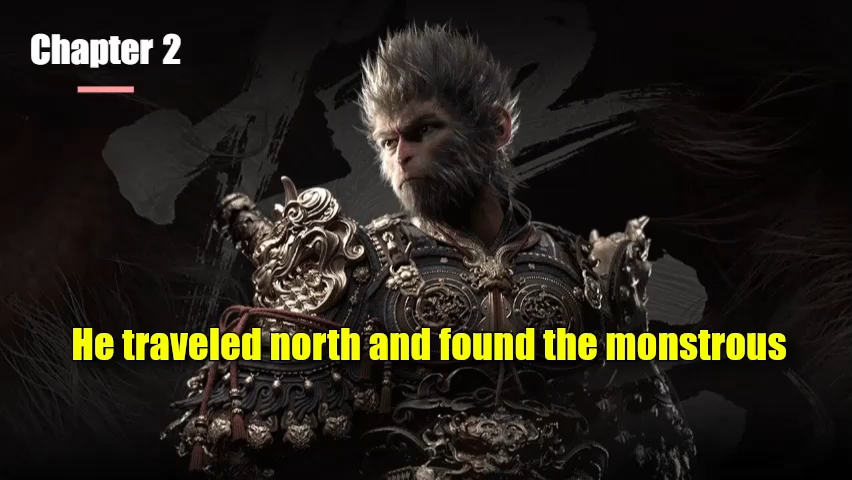 Chapter 2
He traveled north and found the monstrous